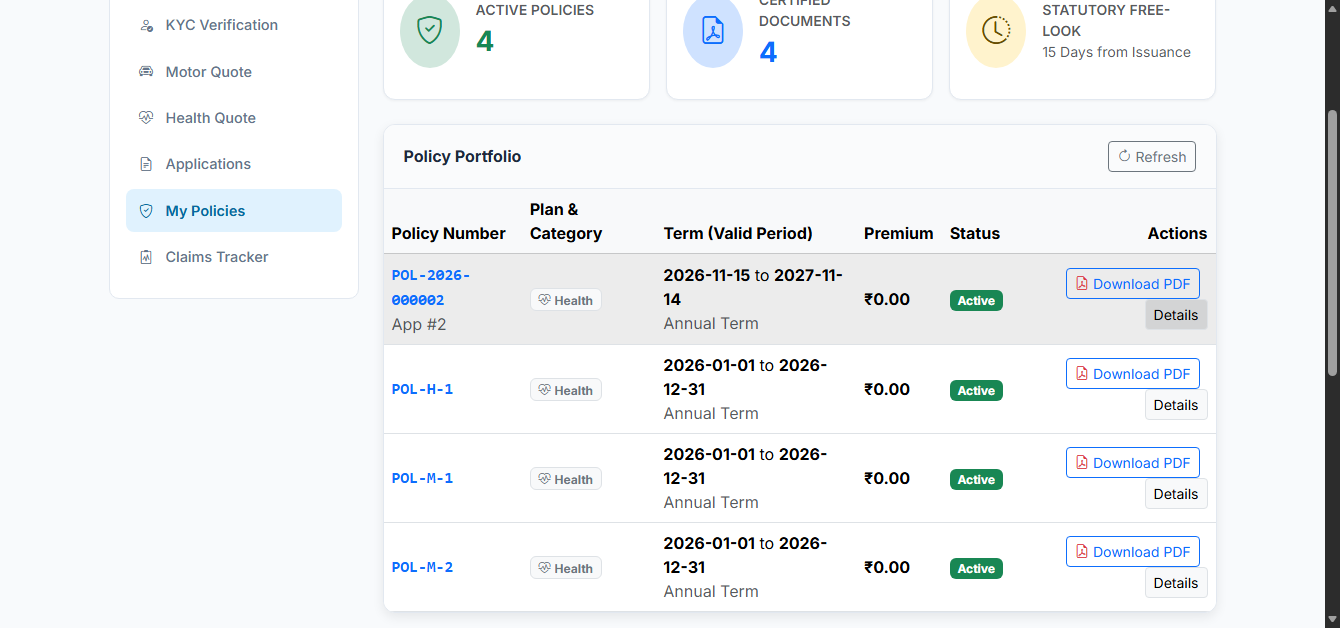 KYC Verification
Motor Quote
Health Quote
Applications
My Policies
Claims Tracker
ACTIVE POLICIES
4
CERTIFIED
DOCUMENTS
4
STATUTORY FREE-
LOOK
15 Days from Issuance
Policy Portfolio
Refresh
Policy Number
Plan &
Category
Term (Valid Period)
Premium
Status
Actions
POL-2026-
000002
App #2
Health
2026-11-15 to 2027-11-
14
Annual Term
₹0.00
Active
Download PDF
Details
POL-H-1
Health
2026-01-01 to 2026-
12-31
Annual Term
₹0.00
Active
Download PDF
Details
POL-M-1
Health
2026-01-01 to 2026-
12-31
Annual Term
₹0.00
Active
Download PDF
Details
POL-M-2
Health
2026-01-01 to 2026-
12-31
Annual Term
₹0.00
Active
Download PDF
Details